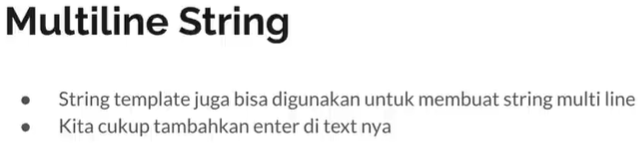 Multiline String
● String template juga bisa digunakan untuk membuat string multi line
● Kita cukup tambahkan enter di text nya